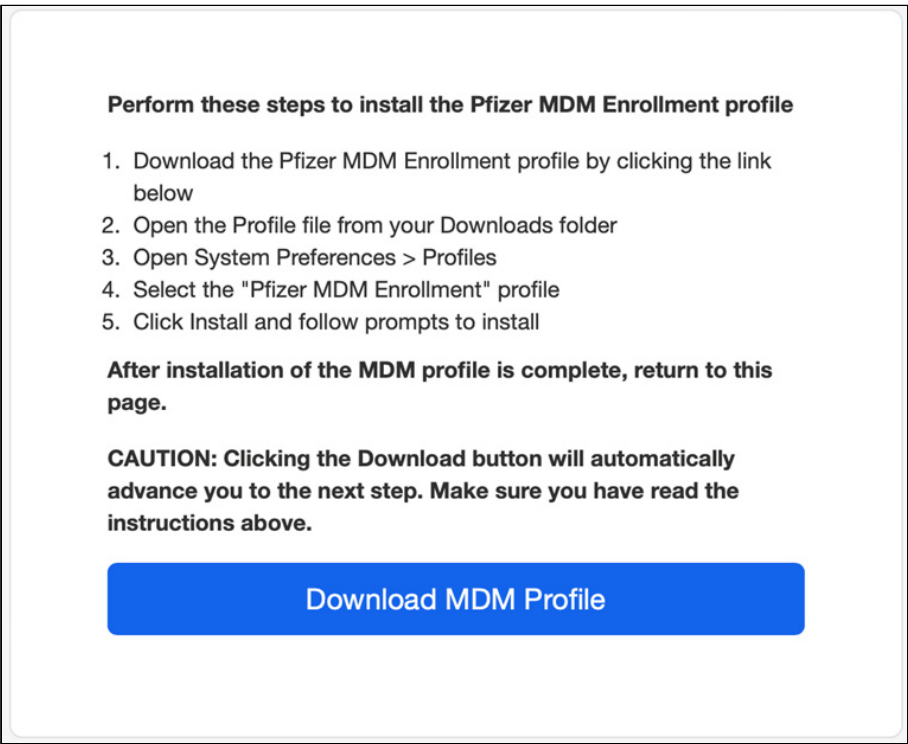 Perform these steps to install the Pfizer MDM Enrollment profile
1. Download the Pfizer MDM Enrollment profile by clicking the link
below
2. Open the Profile file from your Downloads folder
3. Open System Preferences > Profiles
4. Select the "Pfizer MDM Enrollment" profile
5. Click Install and follow prompts to install
After installation of the MDM profile is complete, return to this
page.
CAUTION: Clicking the Download button will automatically
advance you to the next step. Make sure you have read the
instructions above.
Download MDM Profile